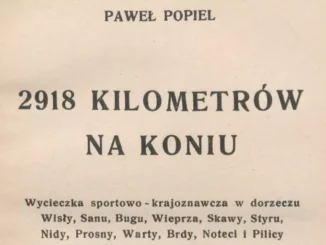 PAWEŁ POPIEL
2918 KILOMETRÓW
NA KONIU
Wycieczka sportowo-krajoznawcza w dorzeczu
Wisły, Sanu, Bugu, Wieprza, Skawy, Styru,
Nidy, Prosny, Warty, Brdy, Noteci i Pilicy